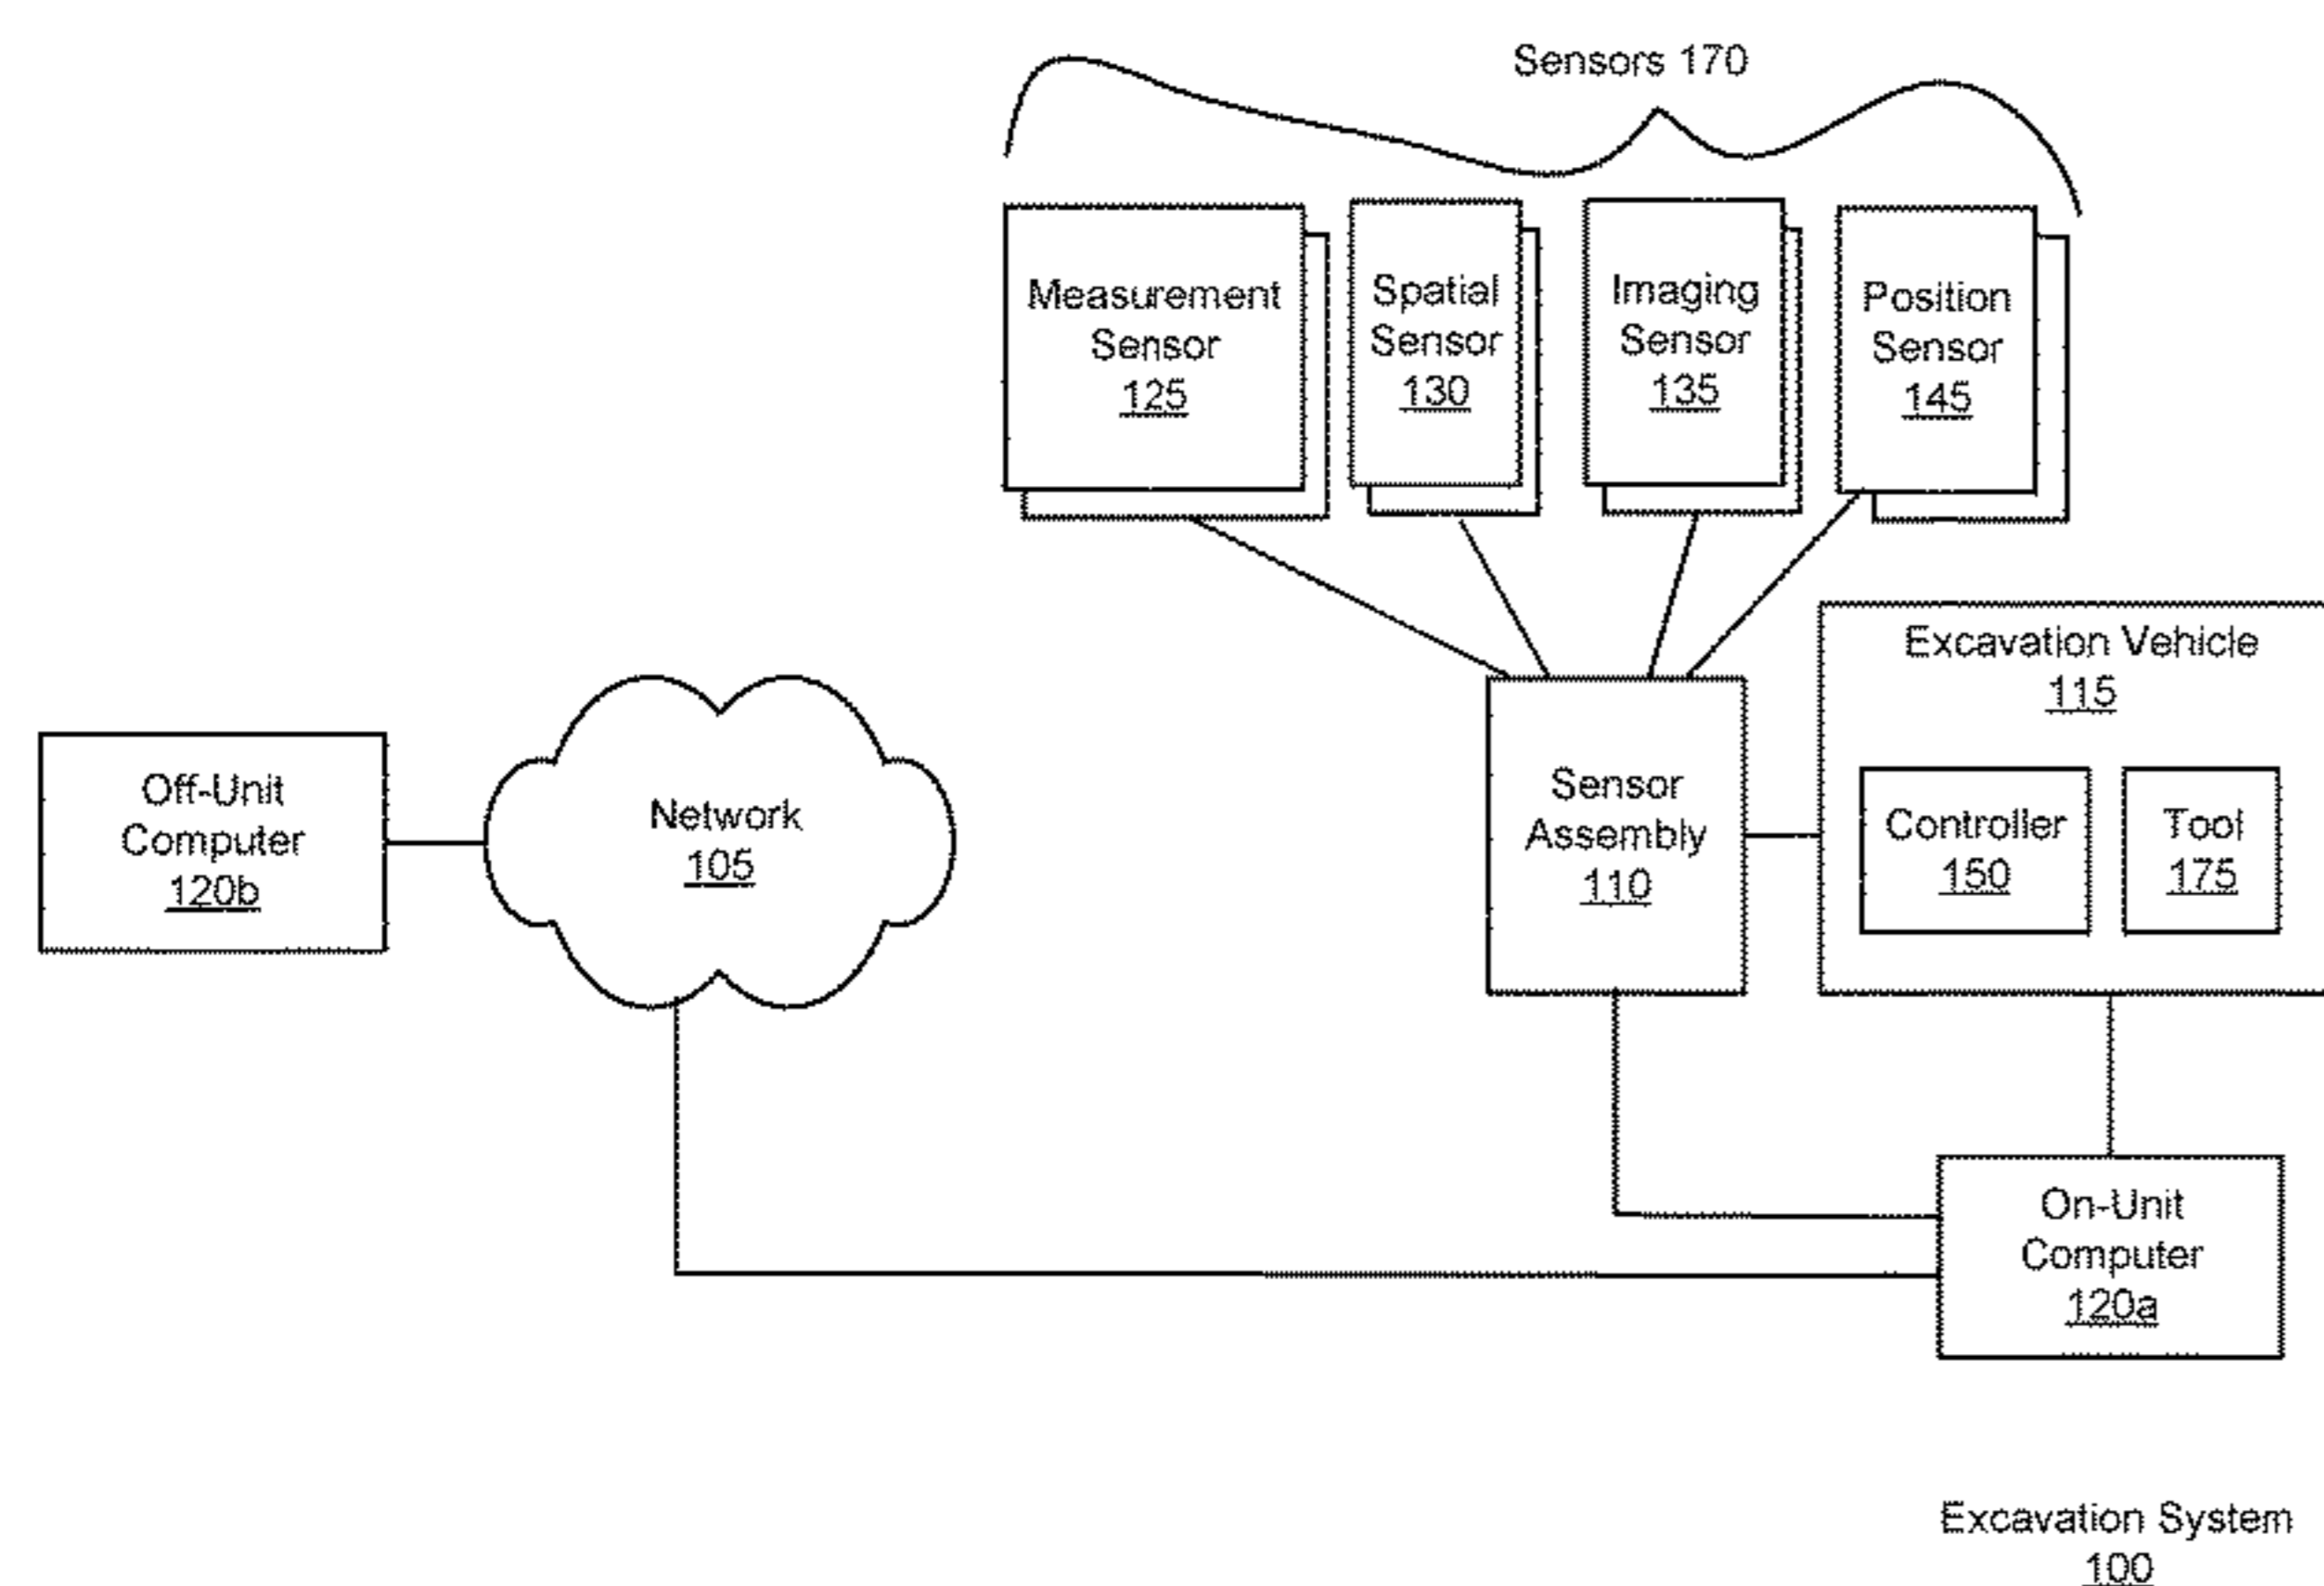 Sensors 170
Measurement
Sensor
125
Spatial
Sensor
130
Imaging
Sensor
135
Position
Sensor
145
Excavation Vehicle
115
Controller
150
Tool
175
Sensor
Assembly
110
Off-Unit
Computer
120b
Network
105
On-Unit
Computer
120a
Excavation System
100